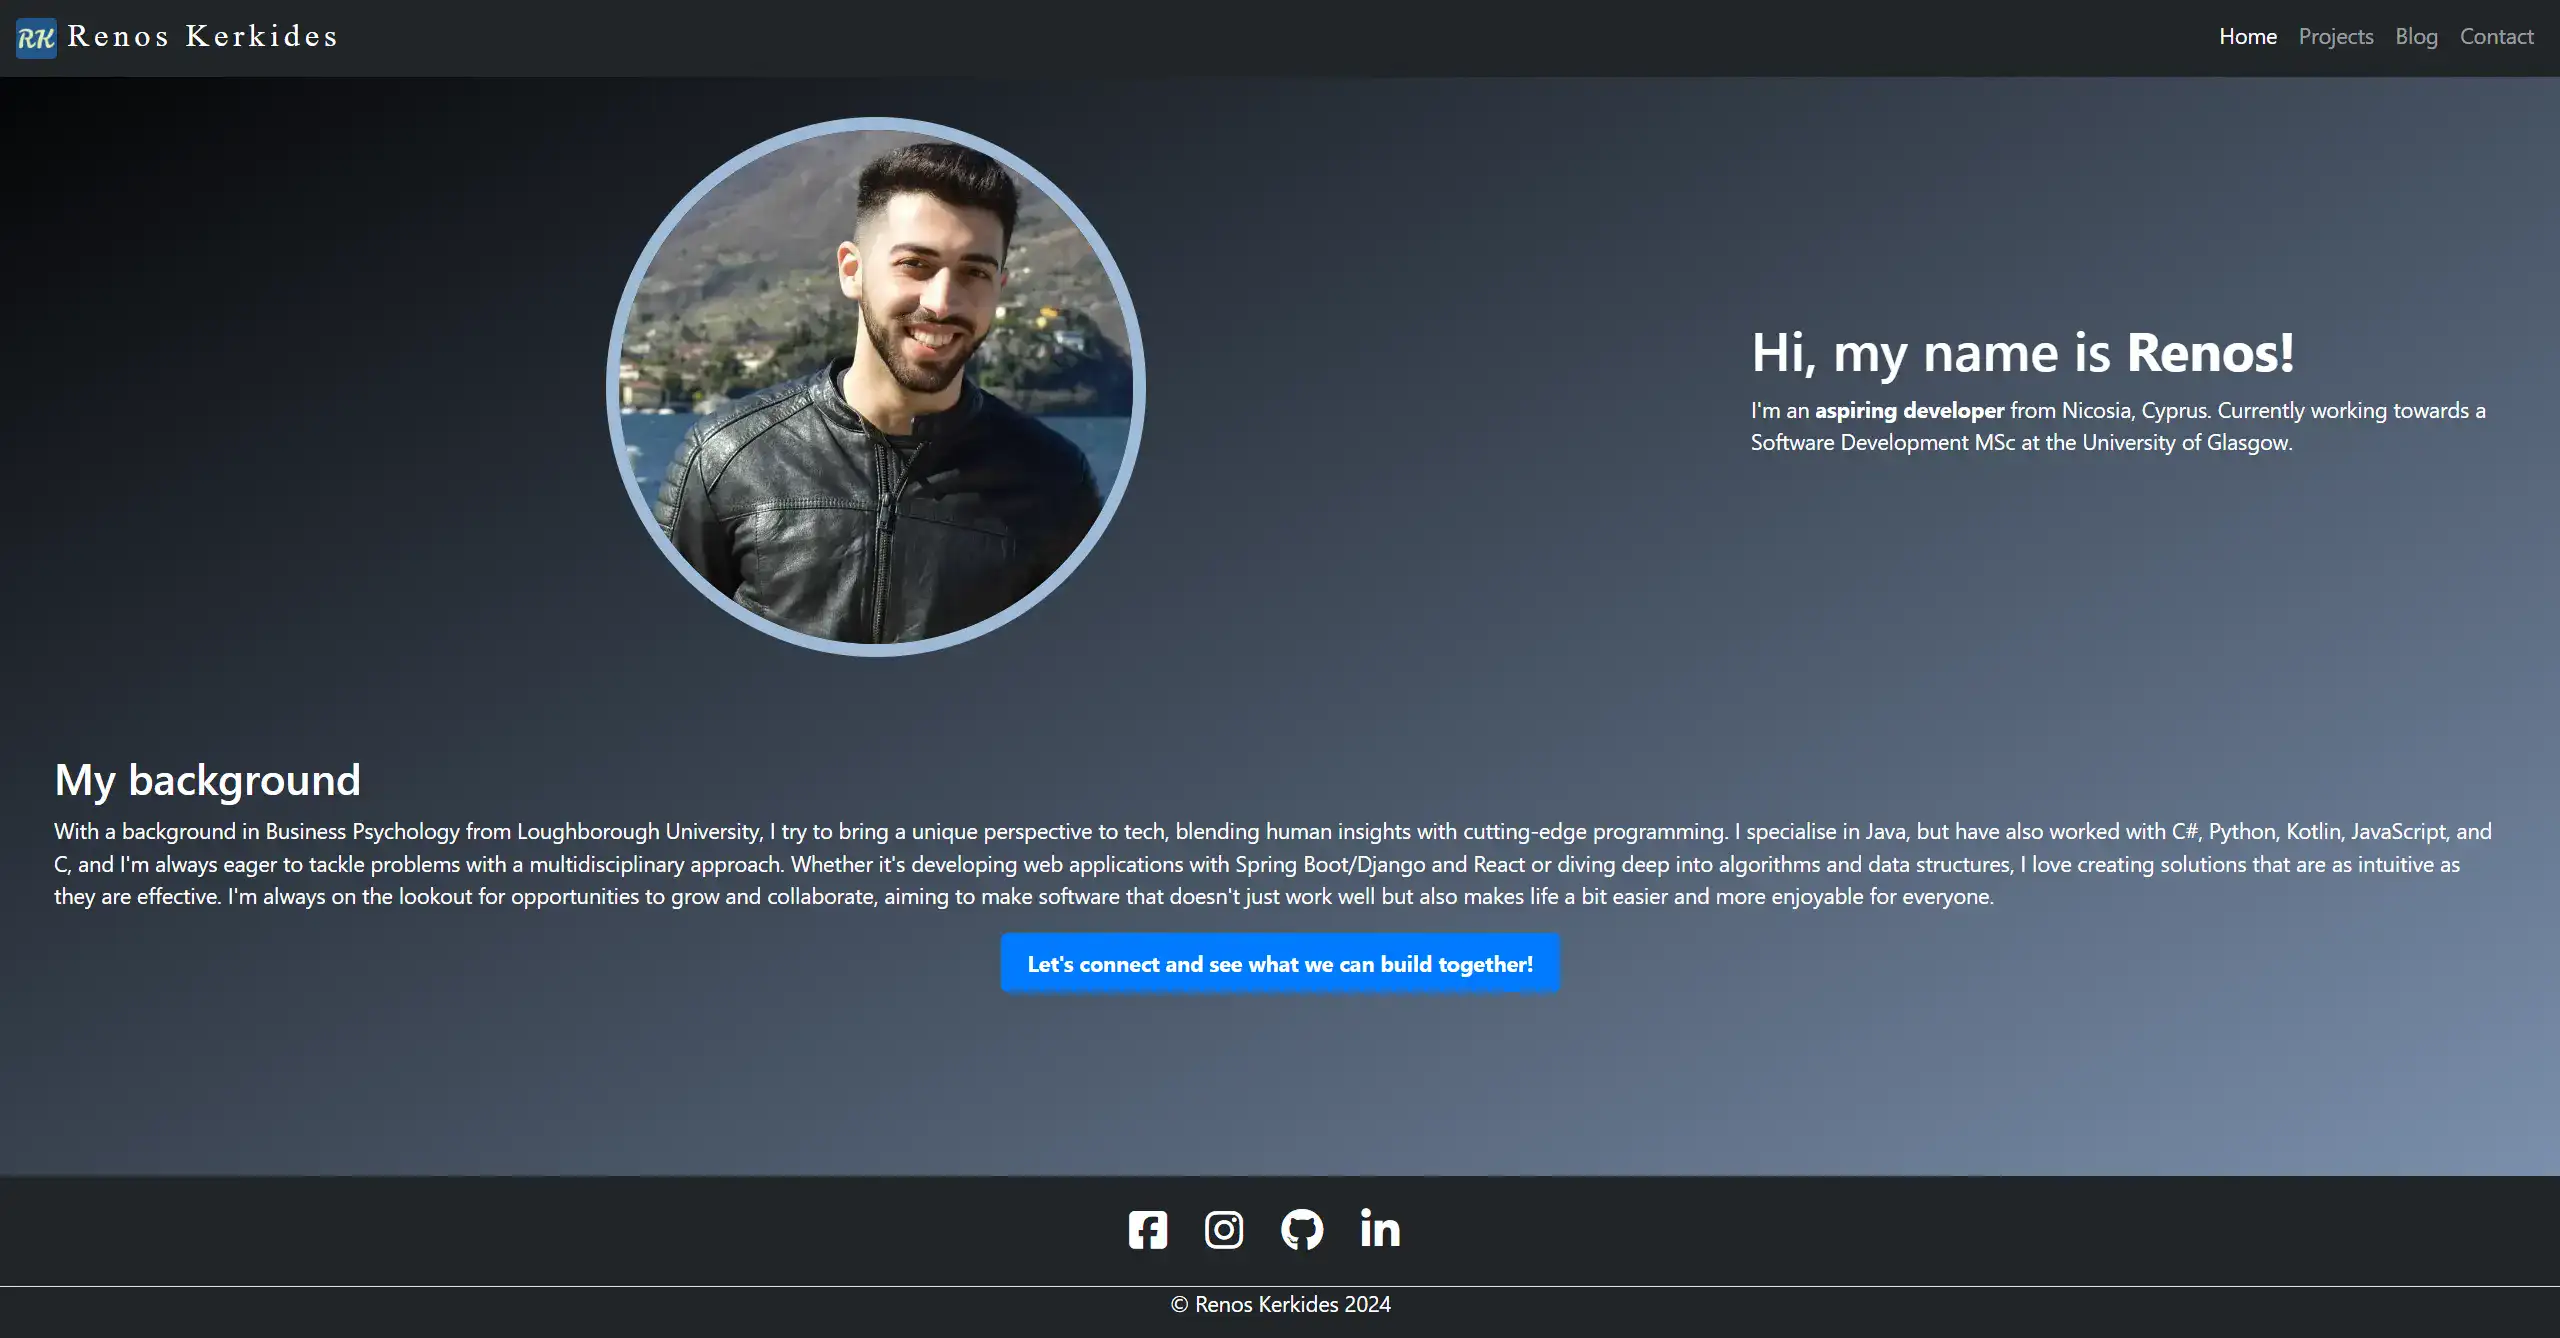 RK Renos Kerkides
Home Projects Blog Contact
Hi, my name is Renos!
I'm an aspiring developer from Nicosia, Cyprus. Currently working towards a
Software Development MSc at the University of Glasgow.
My background
With a background in Business Psychology from Loughborough University, I try to bring a unique perspective to tech, blending human insights with cutting-edge programming. I specialise in Java, but have also worked with C#, Python, Kotlin, JavaScript, and
C, and I'm always eager to tackle problems with a multidisciplinary approach. Whether it's developing web applications with Spring Boot/Django and React or diving deep into algorithms and data structures, I love creating solutions that are as intuitive as
they are effective. I'm always on the lookout for opportunities to grow and collaborate, aiming to make software that doesn't just work well but also makes life a bit easier and more enjoyable for everyone.
Let's connect and see what we can build together!
© Renos Kerkides 2024